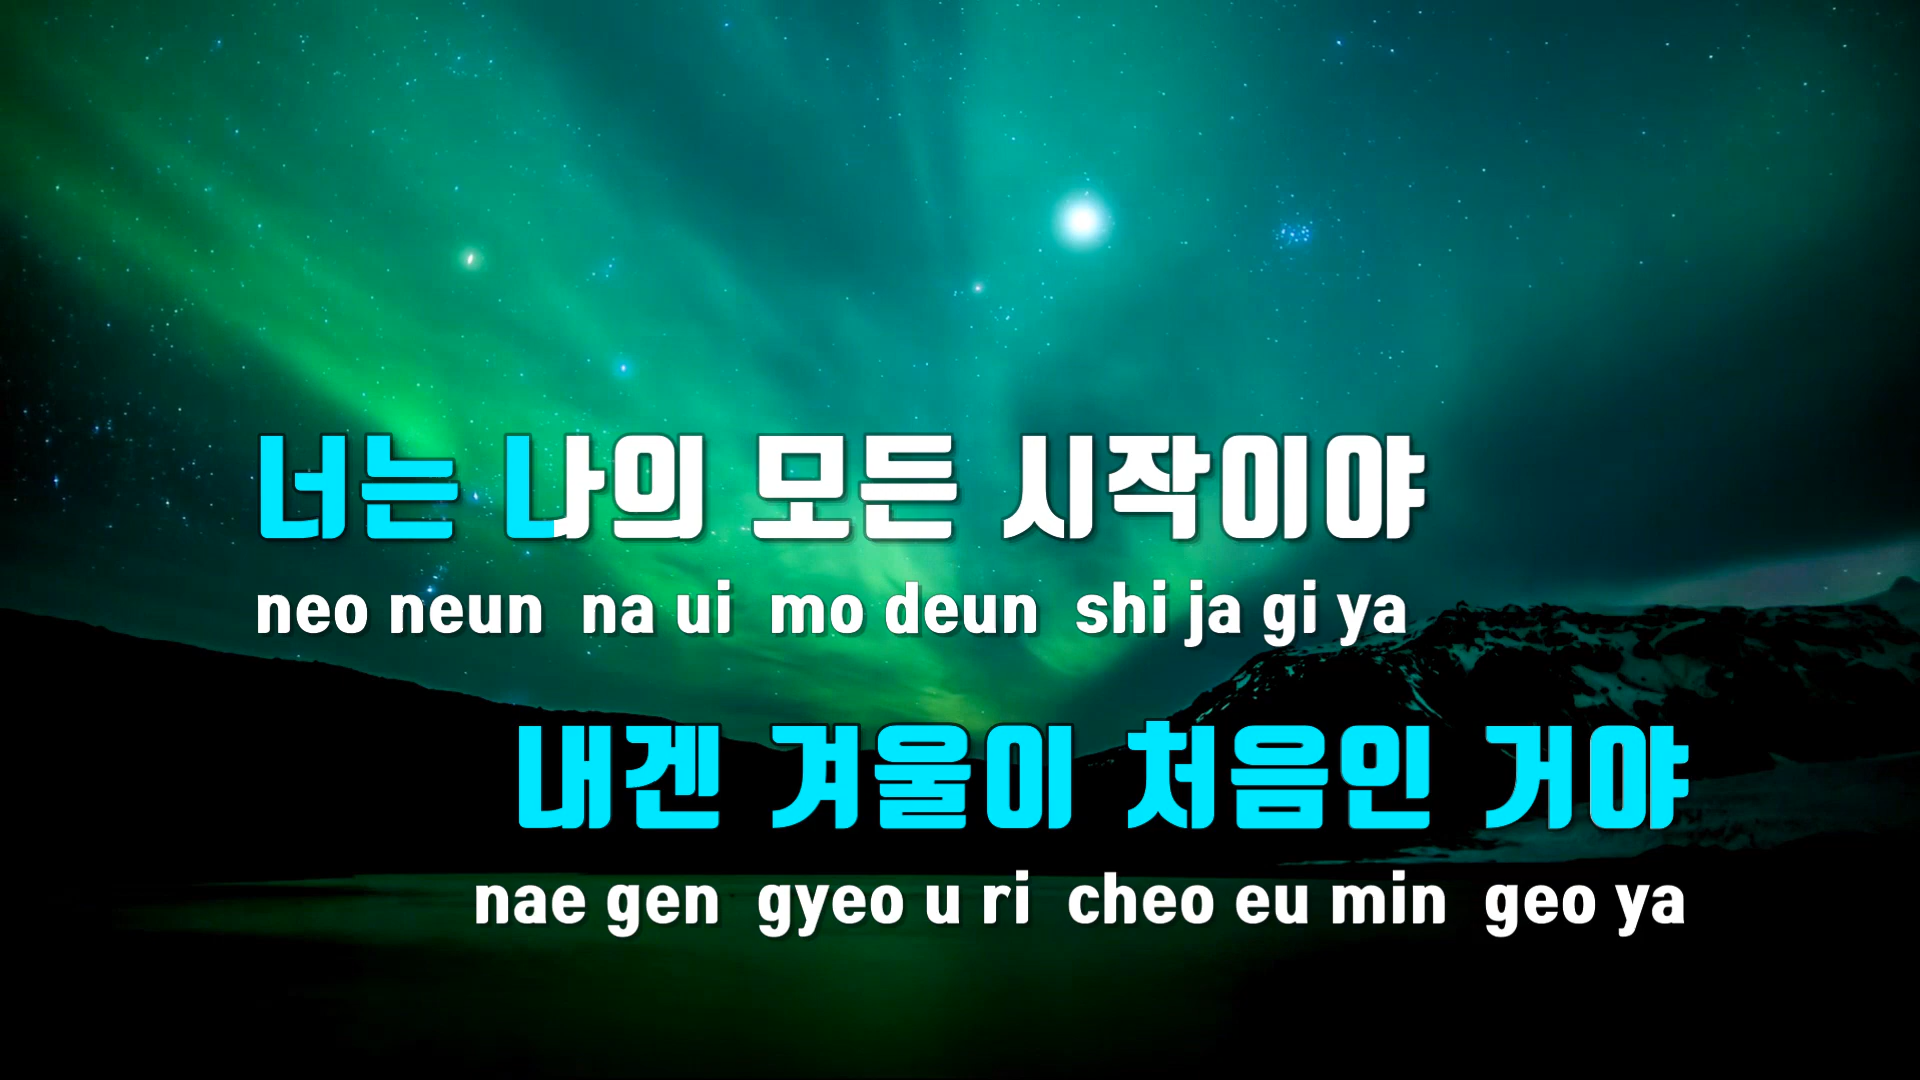 너는 나의 모든 시작이야
neo neun na ui mo deun shi ja gi ya
내겐 겨울이 처음인 거야
nae gen gyeo u ri cheo eu min geo ya